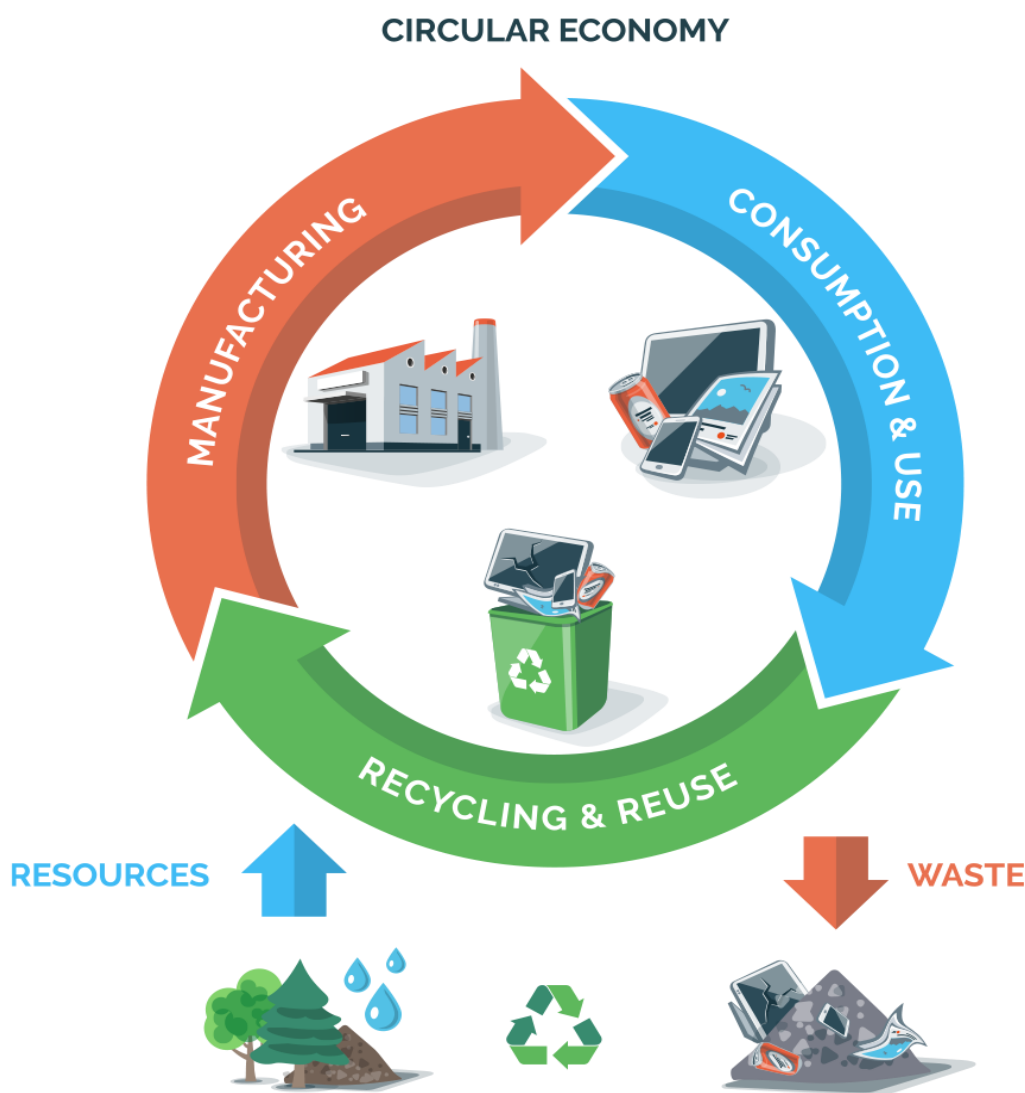 CIRCULAR ECONOMY
MANUFACTURING
CONSUMPTION & USE
RECYCLING & REUSE
RESOURCES
WASTE